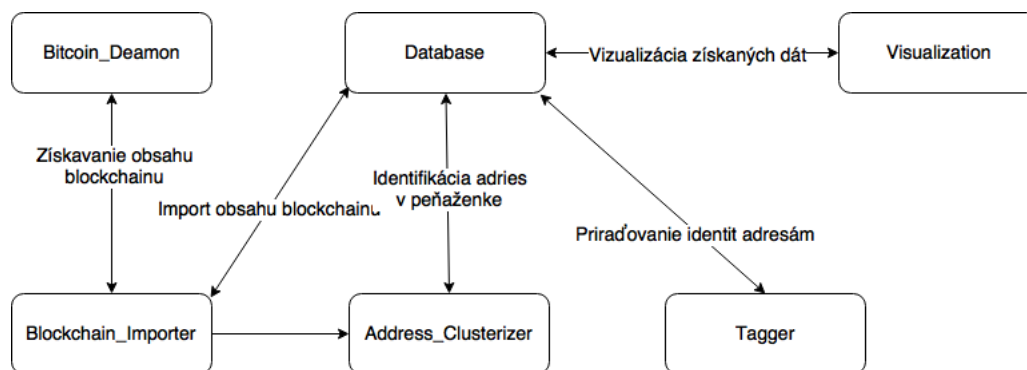 Bitcoin_Deamon
Database
Vizualizácia získaných dát
Visualization
Získavanie obsahu
blockchainu
Import obsahu blockchainu
Identifikácia adries
v peňaženke
Priraďovanie identit adresám
Blockchain_Importer
Address_Clusterizer
Tagger